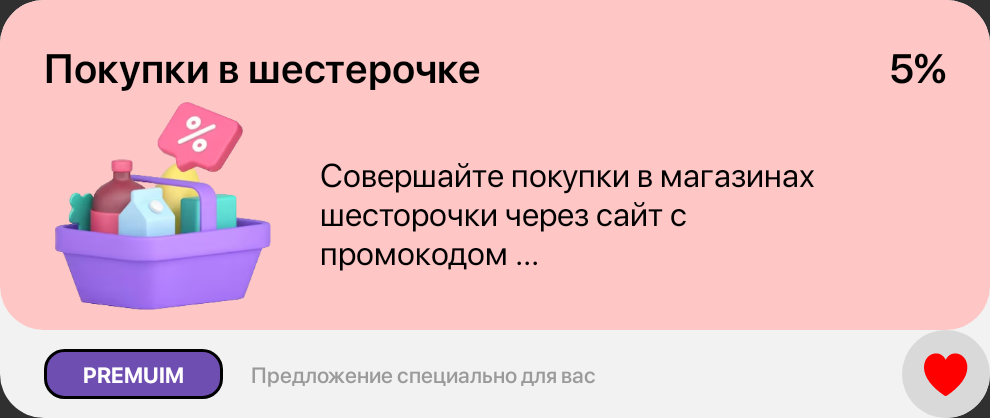 Покупки в шестерочке 5%
%
Совершайте покупки в магазинах
шесторочки через сайт с
промокодом ...
PREMUIM Предложение специально для вас